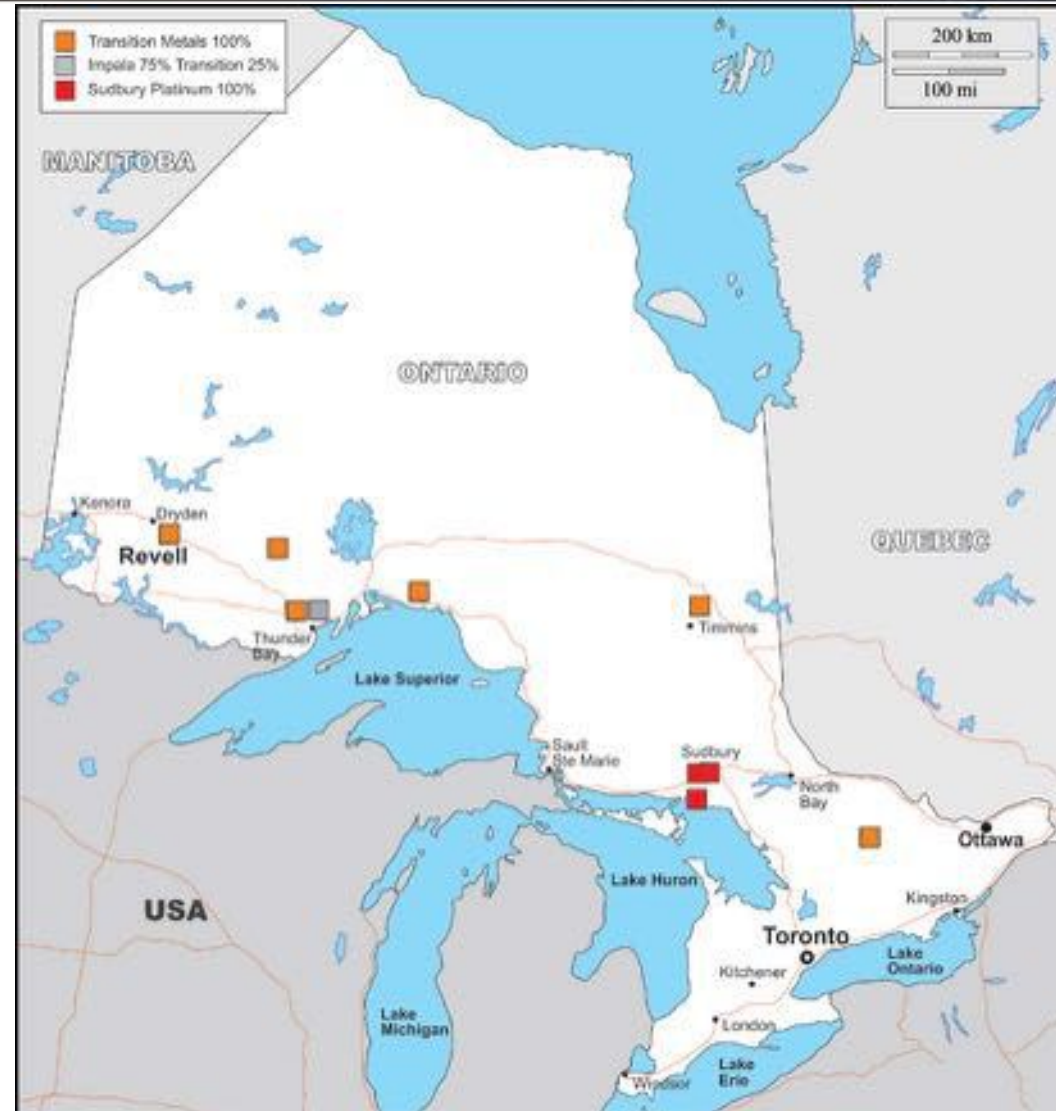 Transition Metals 100%
Impala 75% Transition 25%
Sudbury Platinum 100%
200 km
100 mi
MANITOBA
ONTARIO
QUEBEC
Kenora
Dryden
Revell
Thunder
Bay
Lake Superior
Timmins
Sault
Ste Marie
Sudbury
North
Bay
Ottawa
Lake Huron
USA
Kingston
Toronto
Lake
Ontario
Kitchener
Lake
Michigan
London
Lake
Erie
Windsor